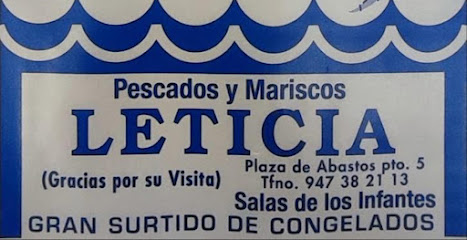 Pescados y Mariscos
LETICIA
(Gracias por su Visita)
Plaza de Abastos pto. 5
Tfno. 947 38 21 13
Salas de los Infantes
GRAN SURTIDO DE CONGELADOS